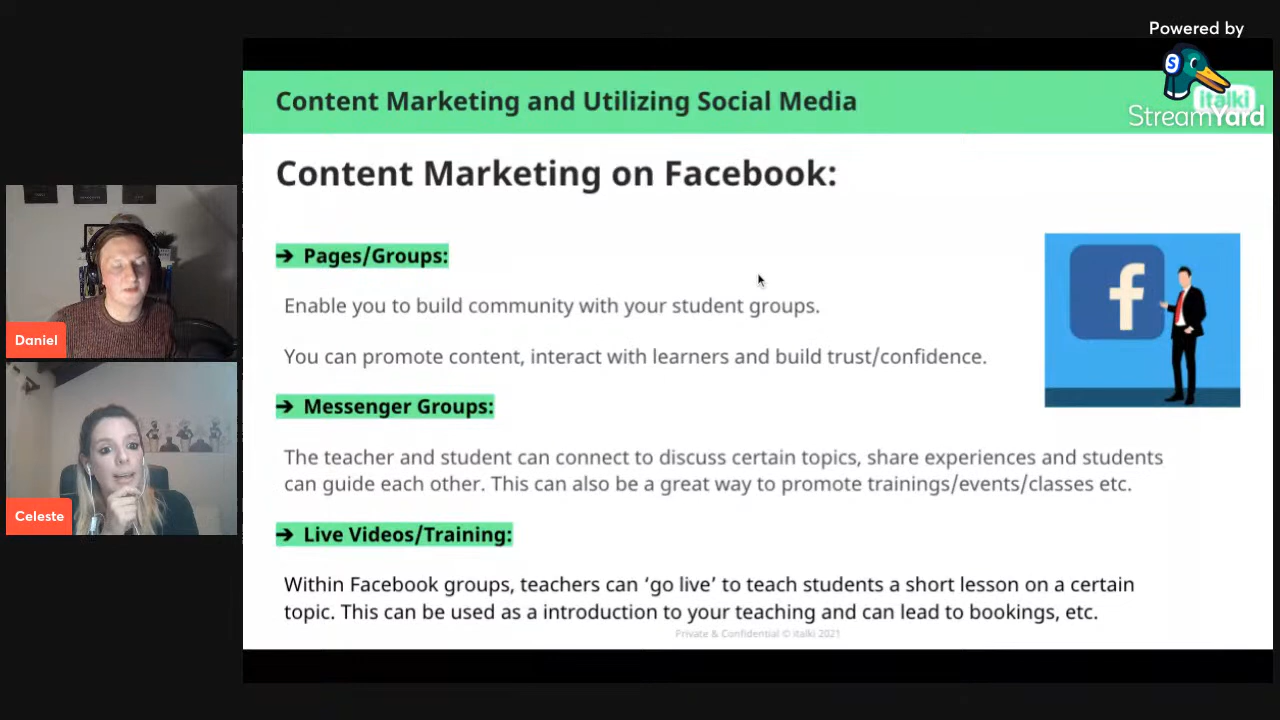 Powered by
S
italki
StreamYard
Content Marketing and Utilizing Social Media
Content Marketing on Facebook:
➔ Pages/Groups:
Enable you to build community with your student groups.
You can promote content, interact with learners and build trust/confidence.
f
➔ Messenger Groups:
The teacher and student can connect to discuss certain topics, share experiences and students
can guide each other. This can also be a great way to promote trainings/events/classes etc.
➔ Live Videos/Training:
Within Facebook groups, teachers can ‘go live’ to teach students a short lesson on a certain
topic. This can be used as a introduction to your teaching and can lead to bookings, etc.
Private & Confidential © italki 2021
Daniel
Celeste